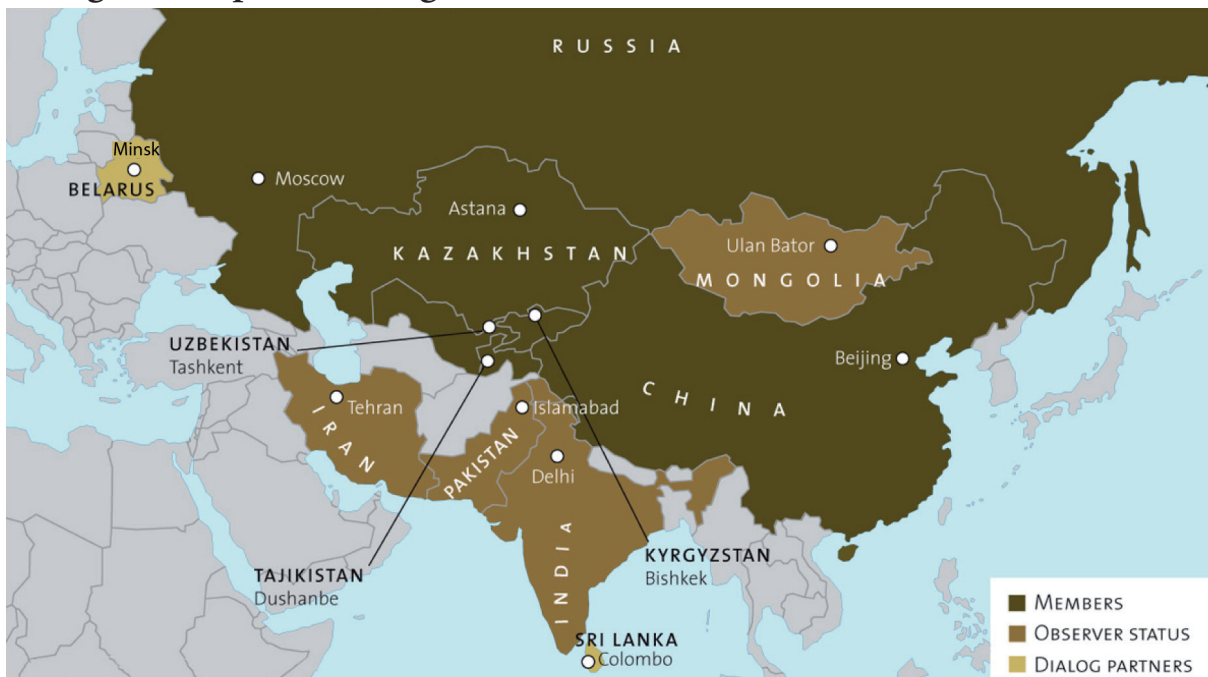 RUSSIA
Minsk
BELARUS
Moscow
Astana
KAZAKHSTAN
Ulan Bator
MONGOLIA
UZBEKISTAN
Tashkent
Beijing
CHINA
Tehran
IRAN
Islamabad
PAKISTAN
Delhi
INDIA
KYRGYZSTAN
Bishkek
TAJIKISTAN
Dushanbe
SRI LANKA
Colombo
MEMBERS
OBSERVER STATUS
DIALOG PARTNERS